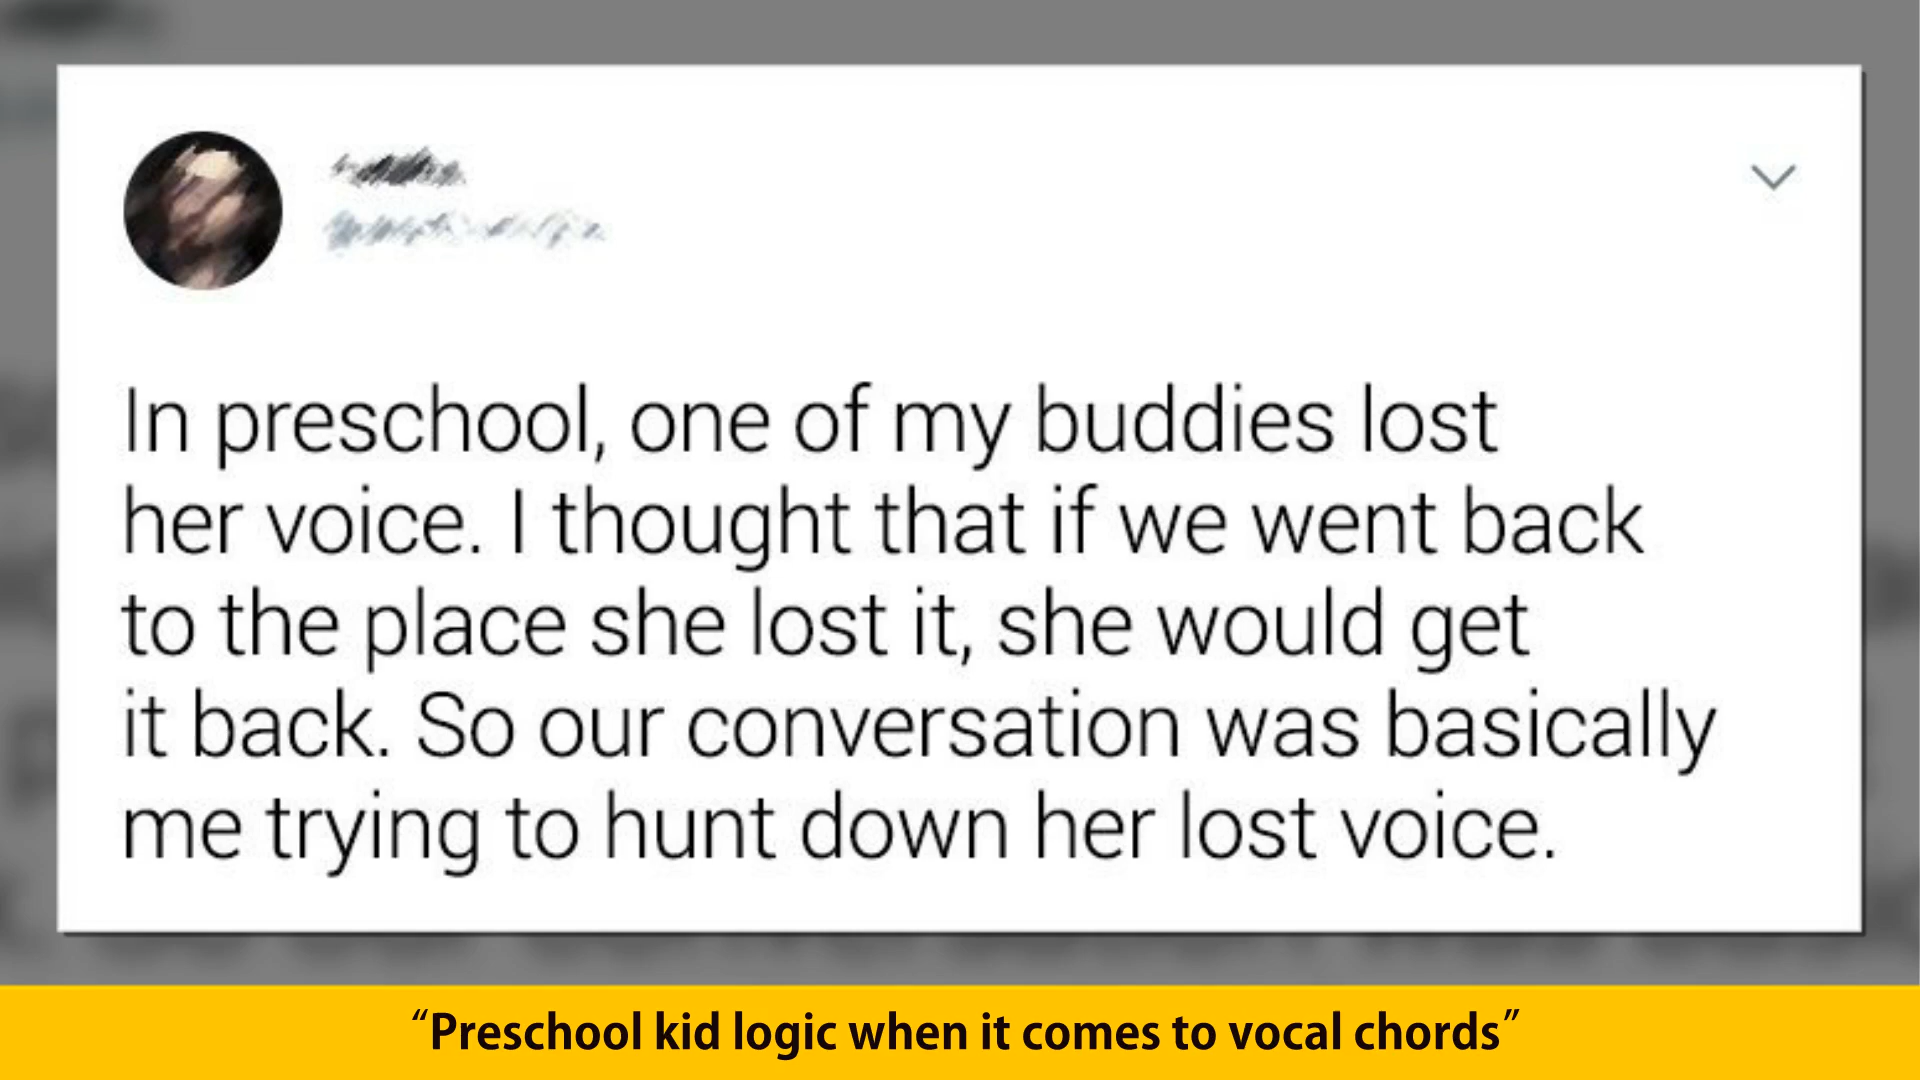 In preschool, one of my buddies lost
her voice. I thought that if we went back
to the place she lost it, she would get
it back. So our conversation was basically
me trying to hunt down her lost voice.
“Preschool kid logic when it comes to vocal chords”